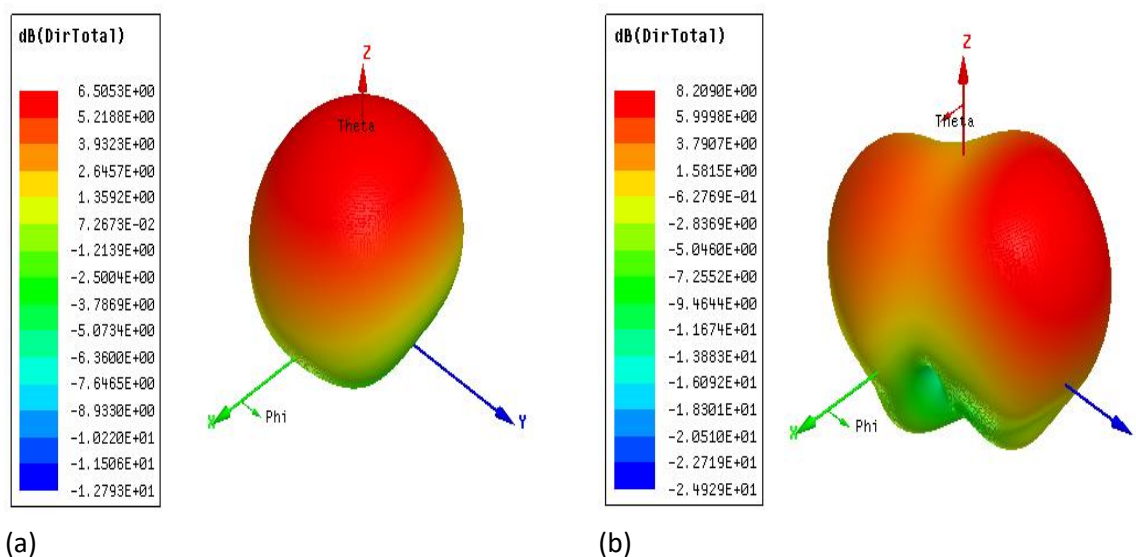 dB(DirTotal)
6.5053E+00
5.2188E+00
3.9323E+00
2.6457E+00
1.3592E+00
7.2673E-02
-1.2139E+00
-2.5004E+00
-3.7869E+00
-5.0734E+00
-6.3600E+00
-7.6465E+00
-8.9330E+00
-1.0220E+01
-1.1506E+01
-1.2793E+01
Z
Theta
X
Phi
Y
(a)
dB(DirTotal)
8.2090E+00
5.9998E+00
3.7907E+00
1.5815E+00
-6.2769E-01
-2.8369E+00
-5.0460E+00
-7.2552E+00
-9.4644E+00
-1.1674E+01
-1.3883E+01
-1.6092E+01
-1.8301E+01
-2.0510E+01
-2.2719E+01
-2.4929E+01
Z
Theta
X
Phi
(b)